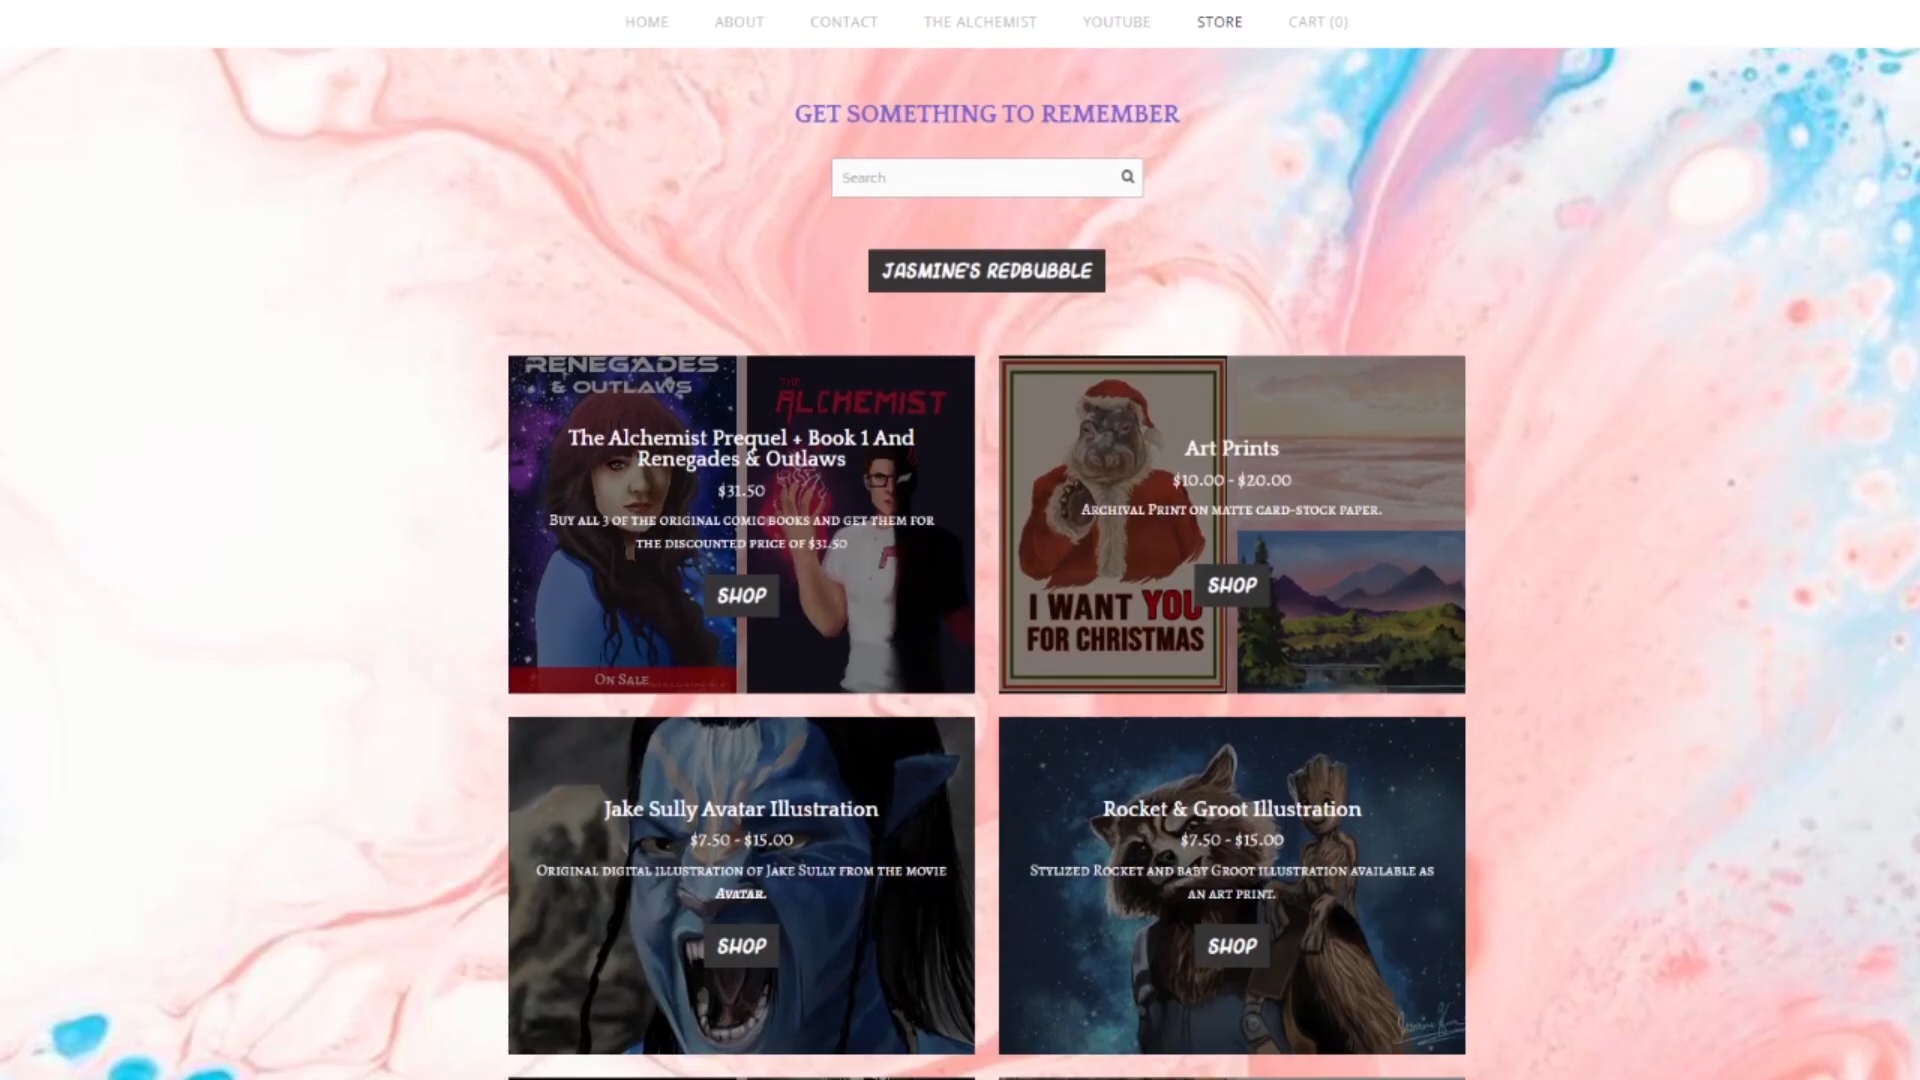 HOME ABOUT CONTACT THE ALCHEMIST YOUTUBE STORE CART (0)
GET SOMETHING TO REMEMBER
Search
JASMINE'S REDBUBBLE
RENEGADES
& OUTLAWS
THE
ALCHEMIST
The Alchemist Prequel + Book 1 And
Renegades & Outlaws
$31.50
Buy all 3 of the original comic books and get them for
the discounted price of $31.50
SHOP
On Sale
Art Prints
$10.00 - $20.00
Archival Print on matte card-stock paper.
SHOP
I WANT YOU
FOR CHRISTMAS
Jake Sully Avatar Illustration
$7.50 - $15.00
Original digital illustration of Jake Sully from the movie
Avatar.
SHOP
Rocket & Groot Illustration
$7.50 - $15.00
Stylized Rocket and baby Groot illustration available as
an art print.
SHOP